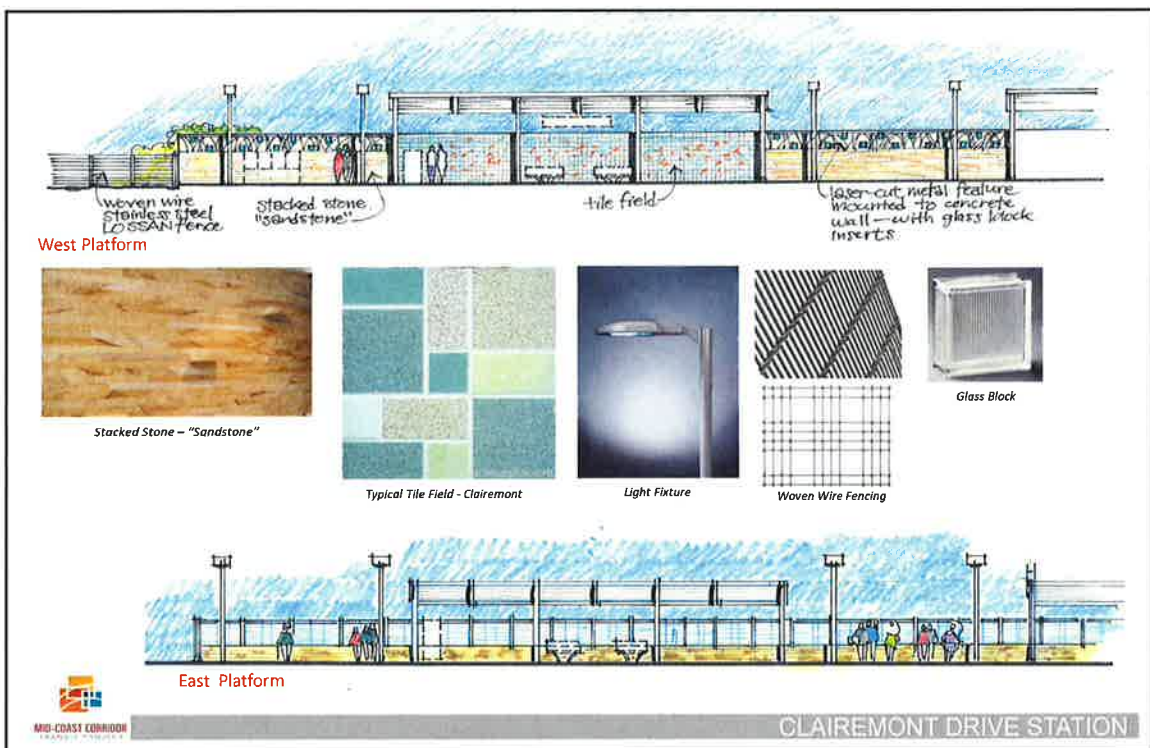 woven wire
stainless steel
LOSSAN fence
stacked stone
"sandstone"
tile field
laser-cut metal feature
mounted to concrete
wall—with glass block
inserts
West Platform
Stacked Stone – "Sandstone"
Typical Tile Field - Clairemont
Light Fixture
Woven Wire Fencing
Glass Block
East Platform
MID-COAST CORRIDOR
TRANSIT PROJECT
CLAIREMONT DRIVE STATION